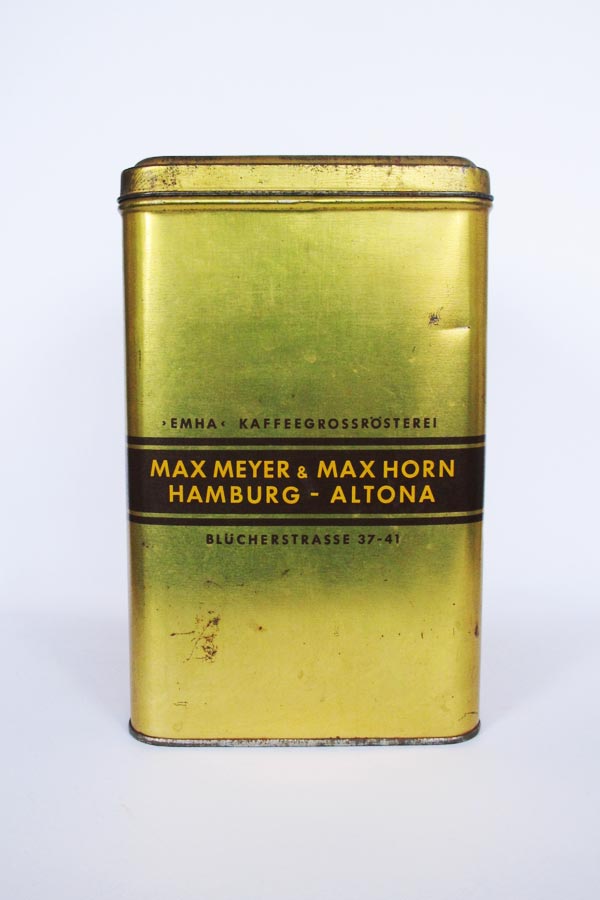 ›EMHA‹ KAFFEEGROSSRÖSTEREI
MAX MEYER & MAX HORN
HAMBURG - ALTONA
BLÜCHERSTRASSE 37-41